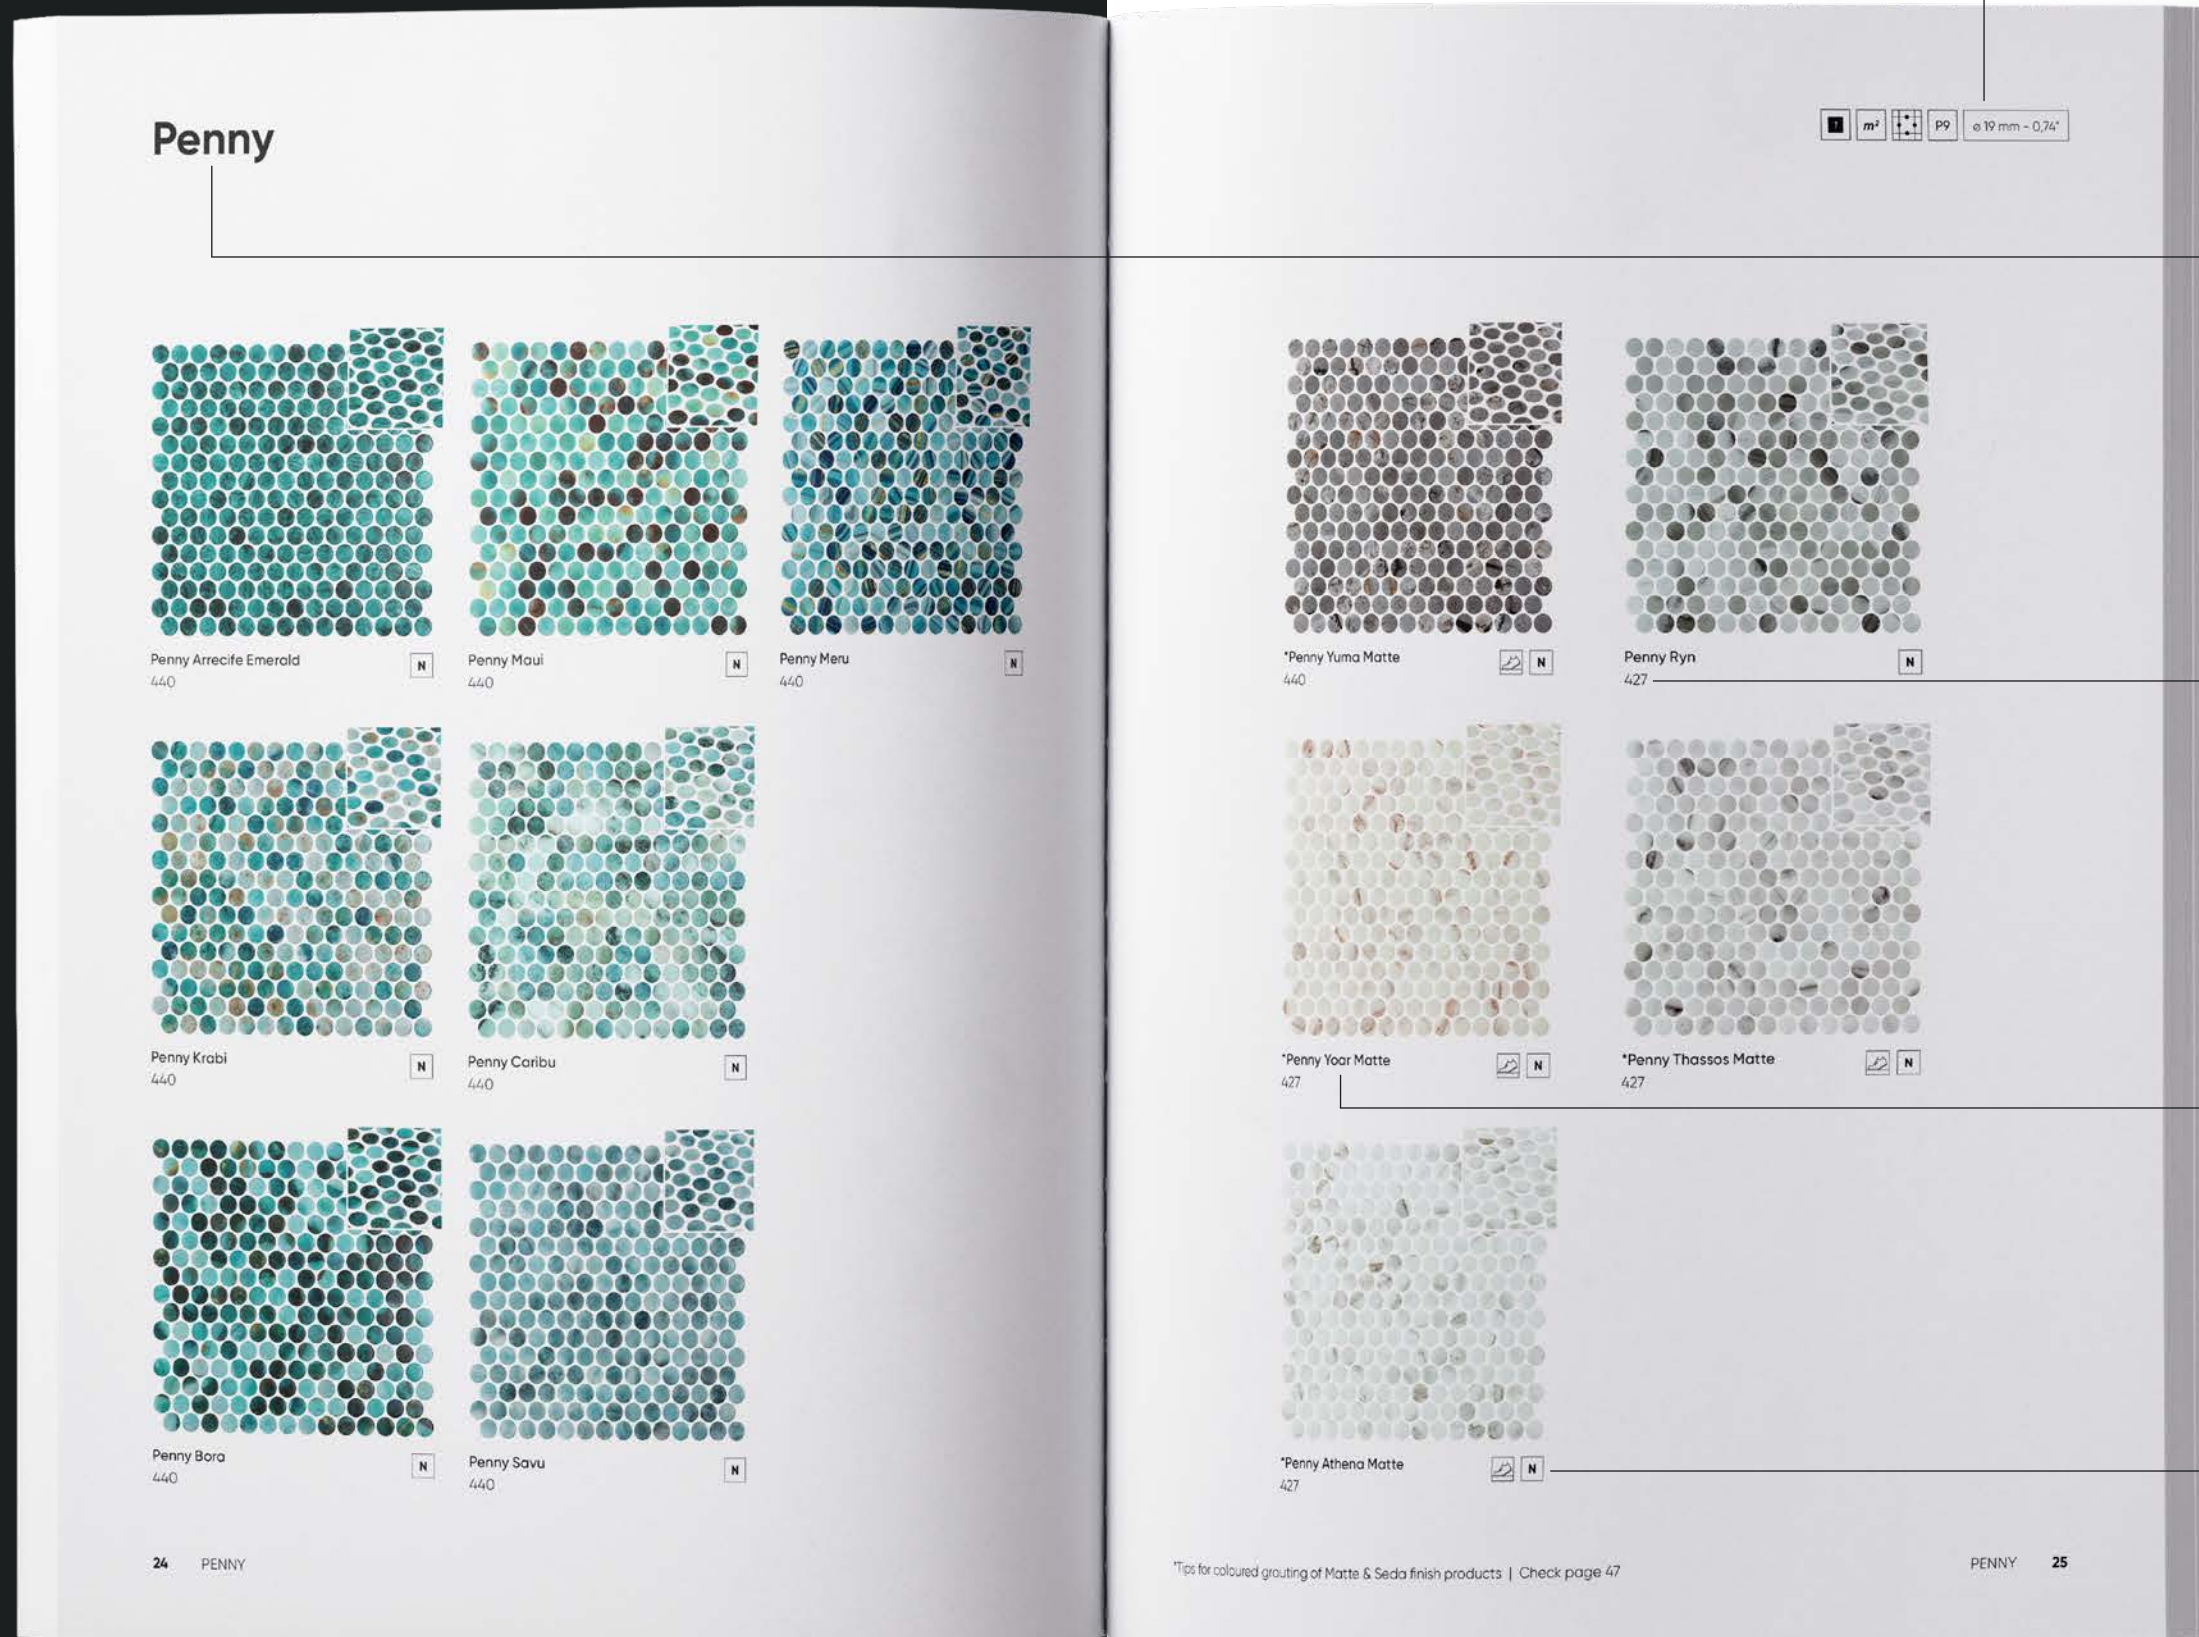 Penny
m²
P9
ø 19 mm - 0,74"
Penny Arrecife Emerald
N
440
Penny Maui
N
440
Penny Meru
N
440
Penny Krabi
N
440
Penny Caribu
N
440
Penny Bora
N
440
Penny Savu
N
440
24 PENNY
*Penny Yuma Matte
N
440
Penny Ryn
N
427
*Penny Yoar Matte
N
427
*Penny Thassos Matte
N
427
*Penny Athena Matte
N
427
*Tips for coloured grouting of Matte & Seda finish products | Check page 47
PENNY 25